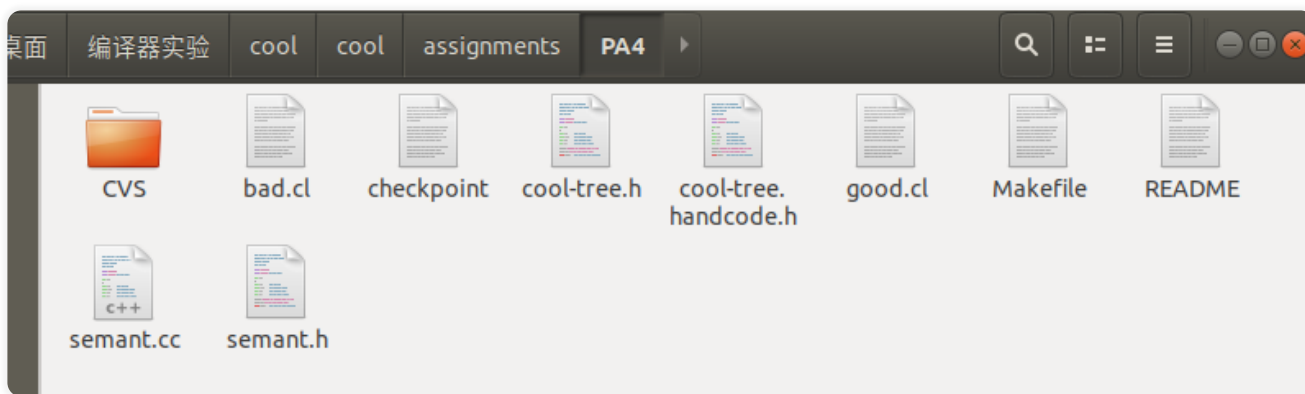 桌面 编译器实验 cool cool assignments PA4
CVS bad.cl checkpoint cool-tree.h cool-tree.handcode.h good.cl Makefile README
c++
semant.cc semant.h